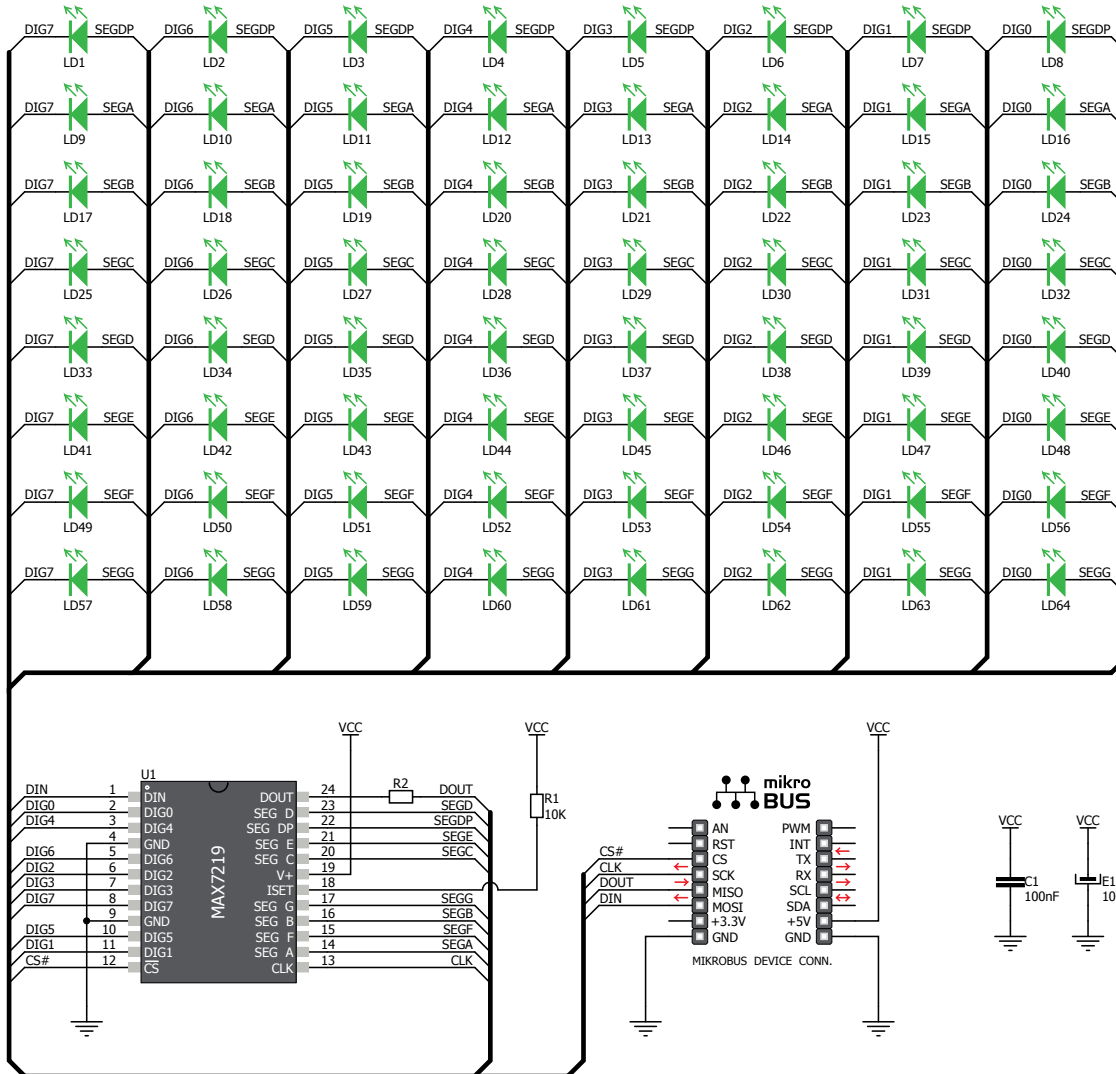 DIG7 SEGDP DIG6 SEGDP DIG5 SEGDP DIG4 SEGDP DIG3 SEGDP DIG2 SEGDP DIG1 SEGDP DIG0 SEGDP
LD1 LD2 LD3 LD4 LD5 LD6 LD7 LD8
DIG7 SEGA DIG6 SEGA DIG5 SEGA DIG4 SEGA DIG3 SEGA DIG2 SEGA DIG1 SEGA DIG0 SEGA
LD9 LD10 LD11 LD12 LD13 LD14 LD15 LD16
DIG7 SEGB DIG6 SEGB DIG5 SEGB DIG4 SEGB DIG3 SEGB DIG2 SEGB DIG1 SEGB DIG0 SEGB
LD17 LD18 LD19 LD20 LD21 LD22 LD23 LD24
DIG7 SEGC DIG6 SEGC DIG5 SEGC DIG4 SEGC DIG3 SEGC DIG2 SEGC DIG1 SEGC DIG0 SEGC
LD25 LD26 LD27 LD28 LD29 LD30 LD31 LD32
DIG7 SEGD DIG6 SEGD DIG5 SEGD DIG4 SEGD DIG3 SEGD DIG2 SEGD DIG1 SEGD DIG0 SEGD
LD33 LD34 LD35 LD36 LD37 LD38 LD39 LD40
DIG7 SEGE DIG6 SEGE DIG5 SEGE DIG4 SEGE DIG3 SEGE DIG2 SEGE DIG1 SEGE DIG0 SEGE
LD41 LD42 LD43 LD44 LD45 LD46 LD47 LD48
DIG7 SEGF DIG6 SEGF DIG5 SEGF DIG4 SEGF DIG3 SEGF DIG2 SEGF DIG1 SEGF DIG0 SEGF
LD49 LD50 LD51 LD52 LD53 LD54 LD55 LD56
DIG7 SEGG DIG6 SEGG DIG5 SEGG DIG4 SEGG DIG3 SEGG DIG2 SEGG DIG1 SEGG DIG0 SEGG
LD57 LD58 LD59 LD60 LD61 LD62 LD63 LD64
VCC VCC VCC
U1
MAX7219
DIN 1 DIN DOUT 24 R2 DOUT
DIG0 2 DIG0 SEG D 23 SEGD
DIG4 3 DIG4 SEG DP 22 SEGDP
4 GND SEG E 21 SEGE
DIG6 5 DIG6 SEG C 20 SEGC
DIG2 6 DIG2 V+ 19
DIG3 7 DIG3 ISET 18
DIG7 8 DIG7 SEG G 17 SEGG
9 GND SEG B 16 SEGB
DIG5 10 DIG5 SEG F 15 SEGF
DIG1 11 DIG1 SEG A 14 SEGA
CS# 12 CS CLK 13 CLK
R1
10K
mikro
BUS
AN PWM
RST INT
CS# CS TX
CLK SCK RX
DOUT MISO SCL
DIN MOSI SDA
+3.3V +5V
GND GND
MIKROBUS DEVICE CONN.
VCC VCC
C1
100nF
E1
10